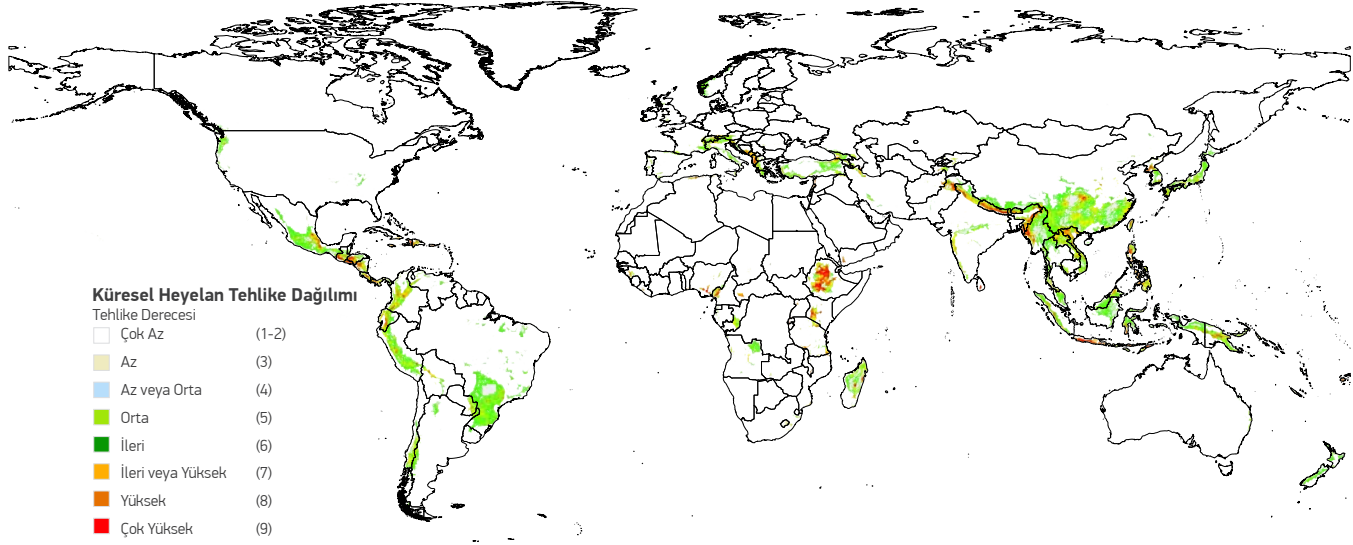 Küresel Heyelan Tehlike Dağılımı
Tehlike Derecesi
Çok Az (1-2)
Az (3)
Az veya Orta (4)
Orta (5)
İleri (6)
İleri veya Yüksek (7)
Yüksek (8)
Çok Yüksek (9)